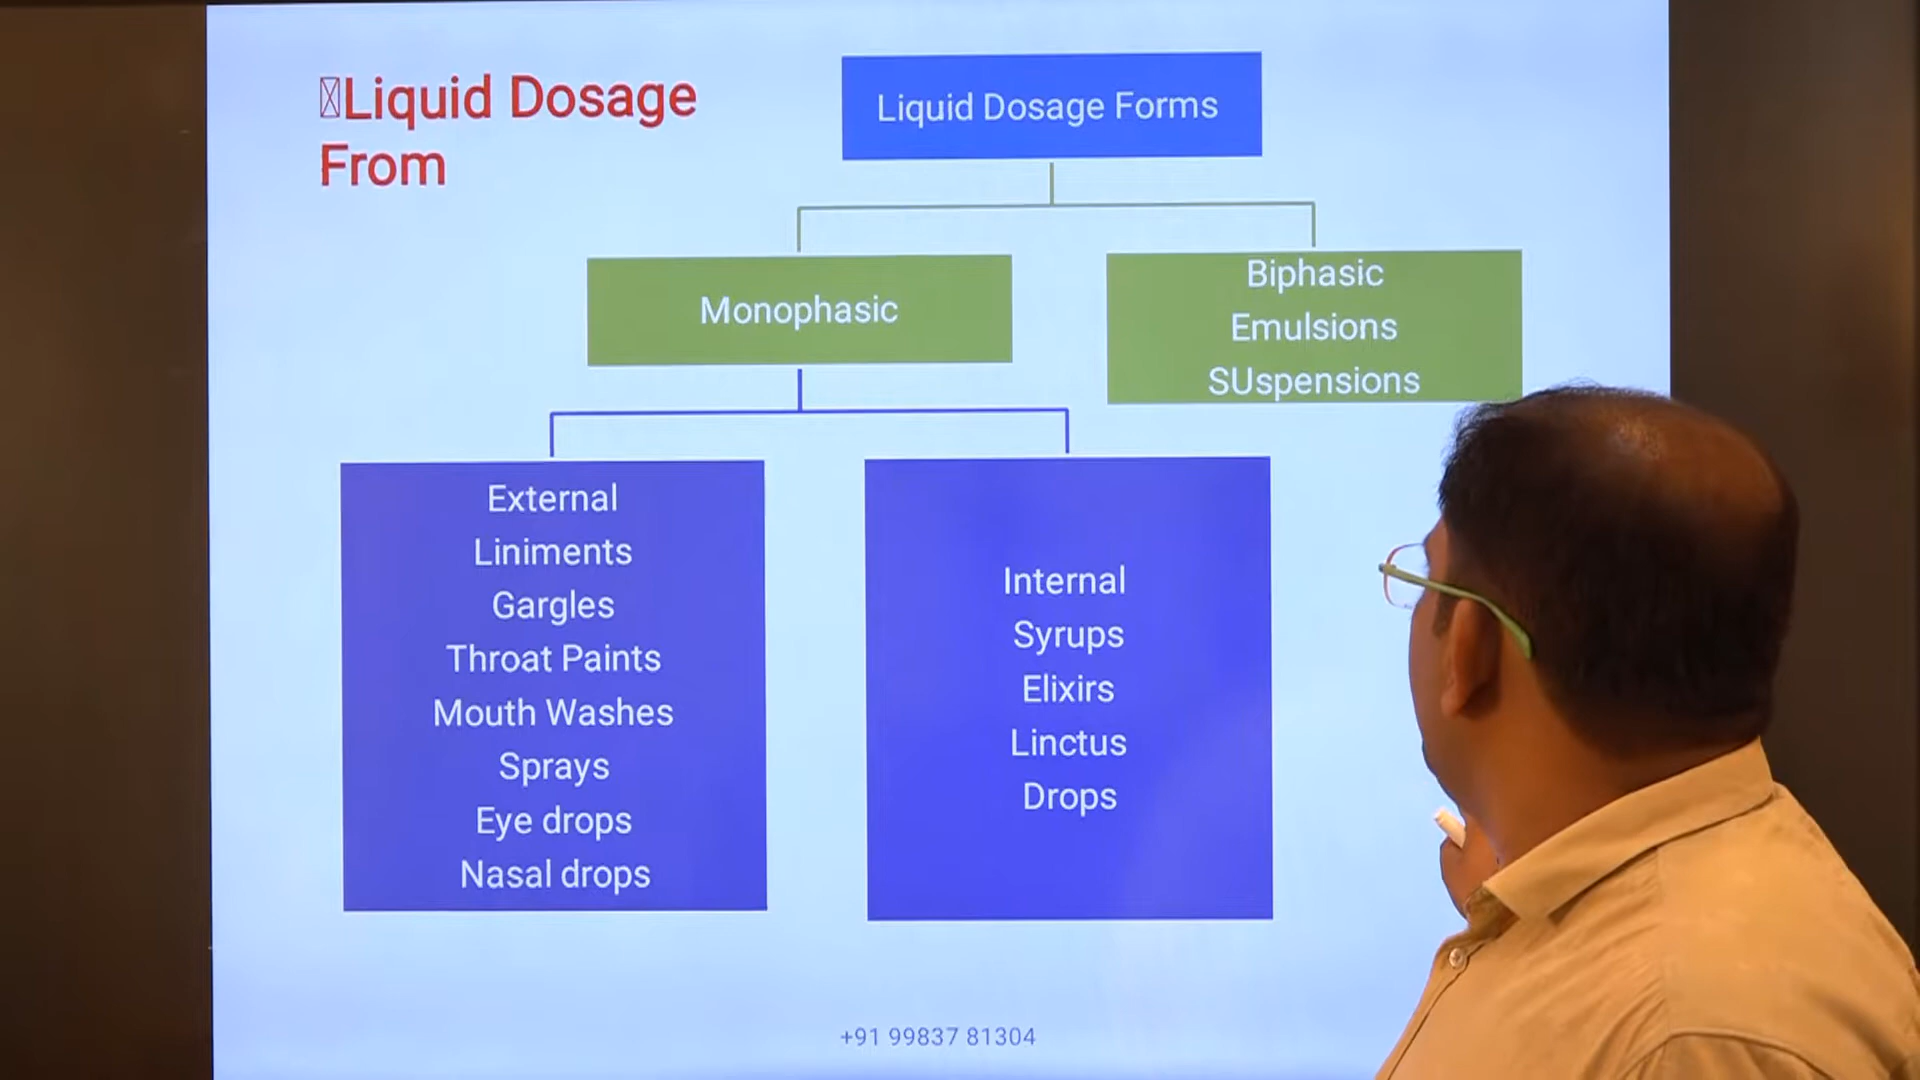 Liquid Dosage
From
Liquid Dosage Forms
Monophasic
Biphasic
Emulsions
SUspensions
External
Liniments
Gargles
Throat Paints
Mouth Washes
Sprays
Eye drops
Nasal drops
Internal
Syrups
Elixirs
Linctus
Drops
+91 99837 81304